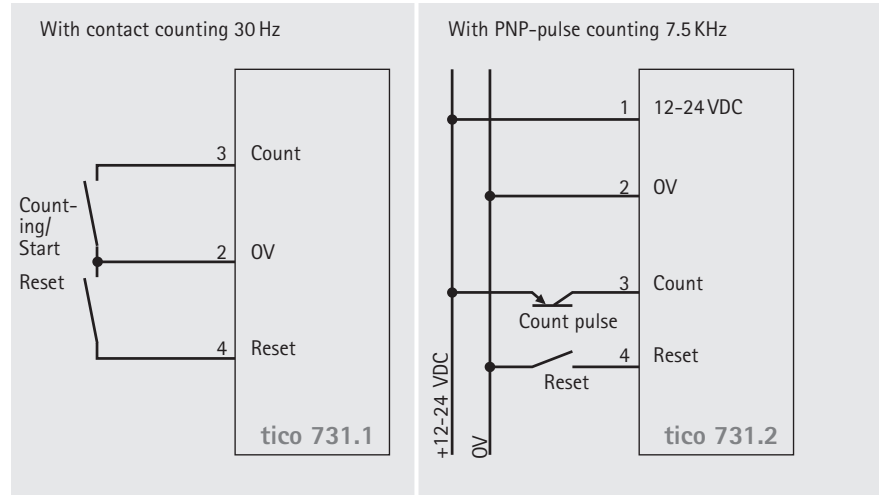 With contact counting 30 Hz
3 Count
Count-
ing/
Start
2 0V
Reset
4 Reset
tico 731.1
With PNP-pulse counting 7.5 KHz
1 12-24 VDC
2 0V
3 Count
Count pulse
4 Reset
Reset
+12-24 VDC
0V
tico 731.2